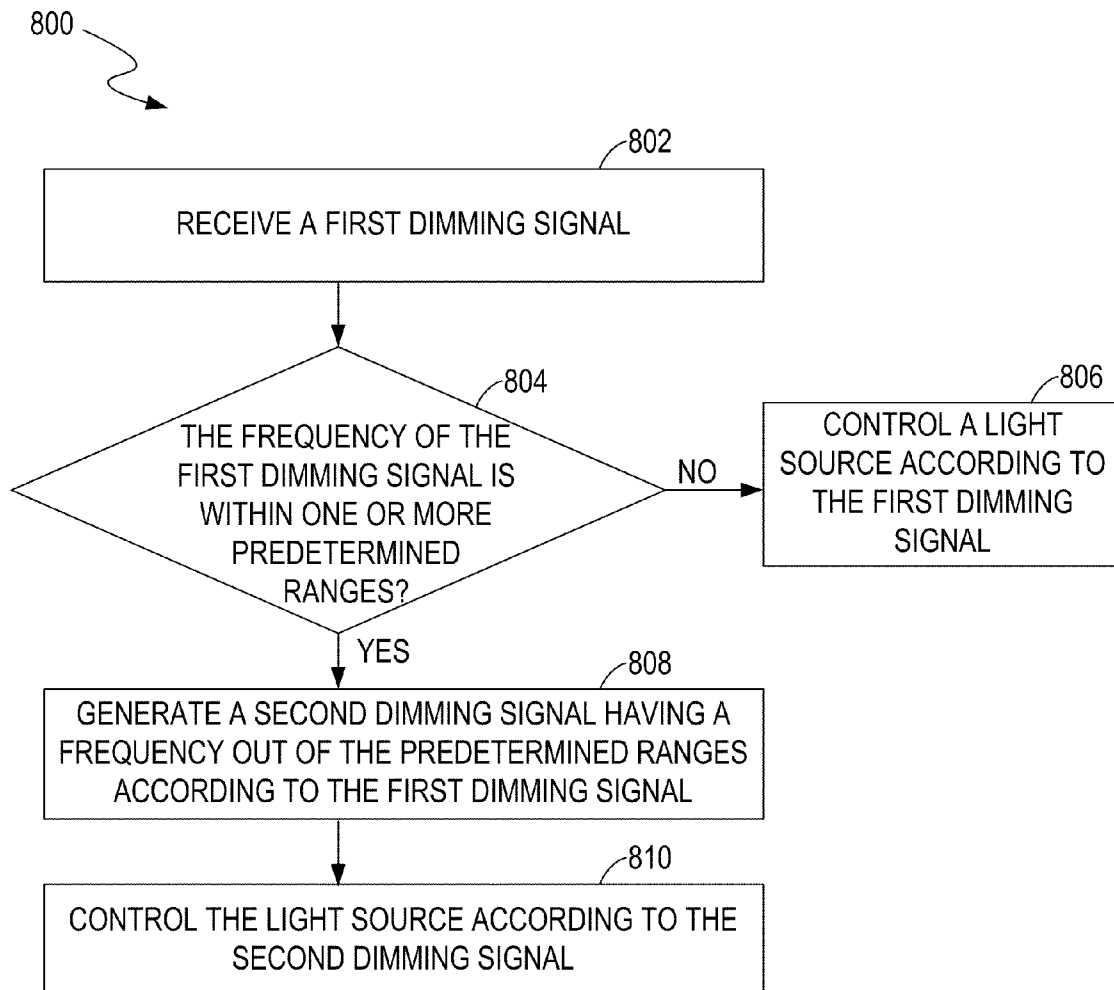 800
802
RECEIVE A FIRST DIMMING SIGNAL
804
THE FREQUENCY OF THE
FIRST DIMMING SIGNAL IS
WITHIN ONE OR MORE
PREDETERMINED
RANGES?
NO
806
CONTROL A LIGHT
SOURCE ACCORDING TO
THE FIRST DIMMING
SIGNAL
YES
808
GENERATE A SECOND DIMMING SIGNAL HAVING A
FREQUENCY OUT OF THE PREDETERMINED RANGES
ACCORDING TO THE FIRST DIMMING SIGNAL
810
CONTROL THE LIGHT SOURCE ACCORDING TO THE
SECOND DIMMING SIGNAL